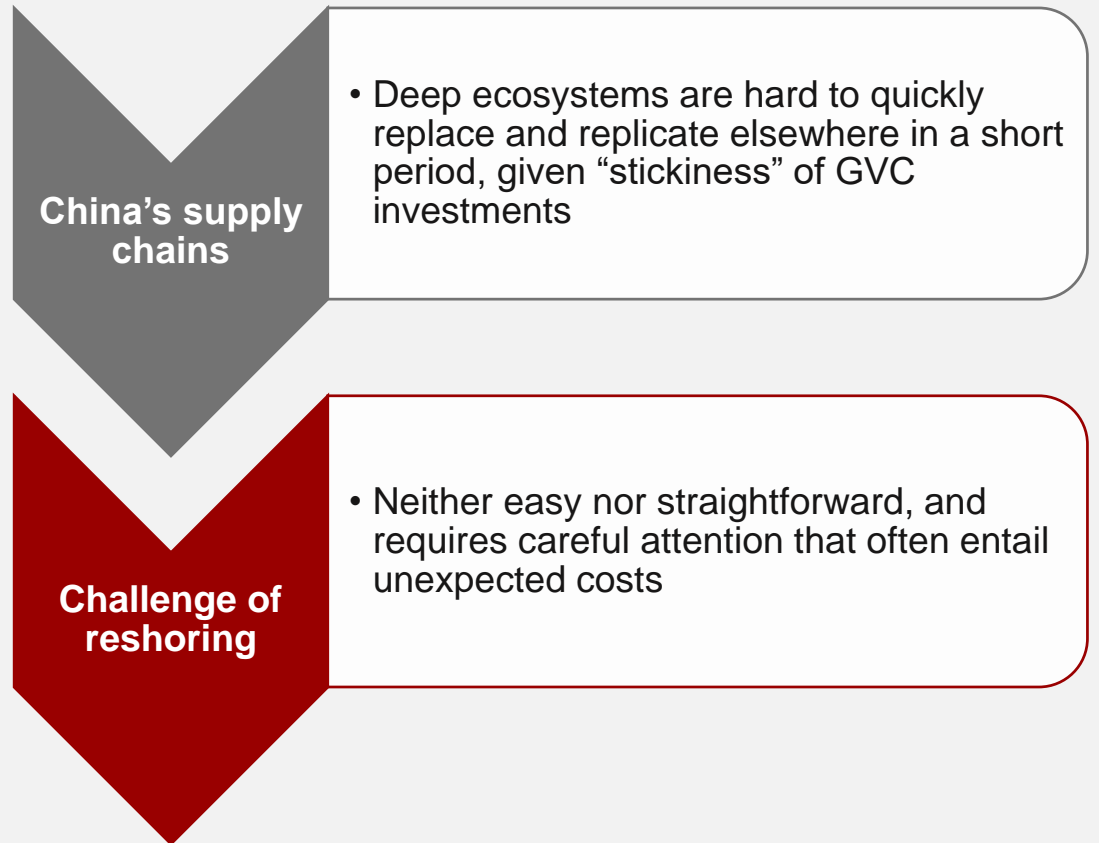 China’s supply
chains
• Deep ecosystems are hard to quickly
replace and replicate elsewhere in a short
period, given “stickiness” of GVC
investments
Challenge of
reshoring
• Neither easy nor straightforward, and
requires careful attention that often entail
unexpected costs